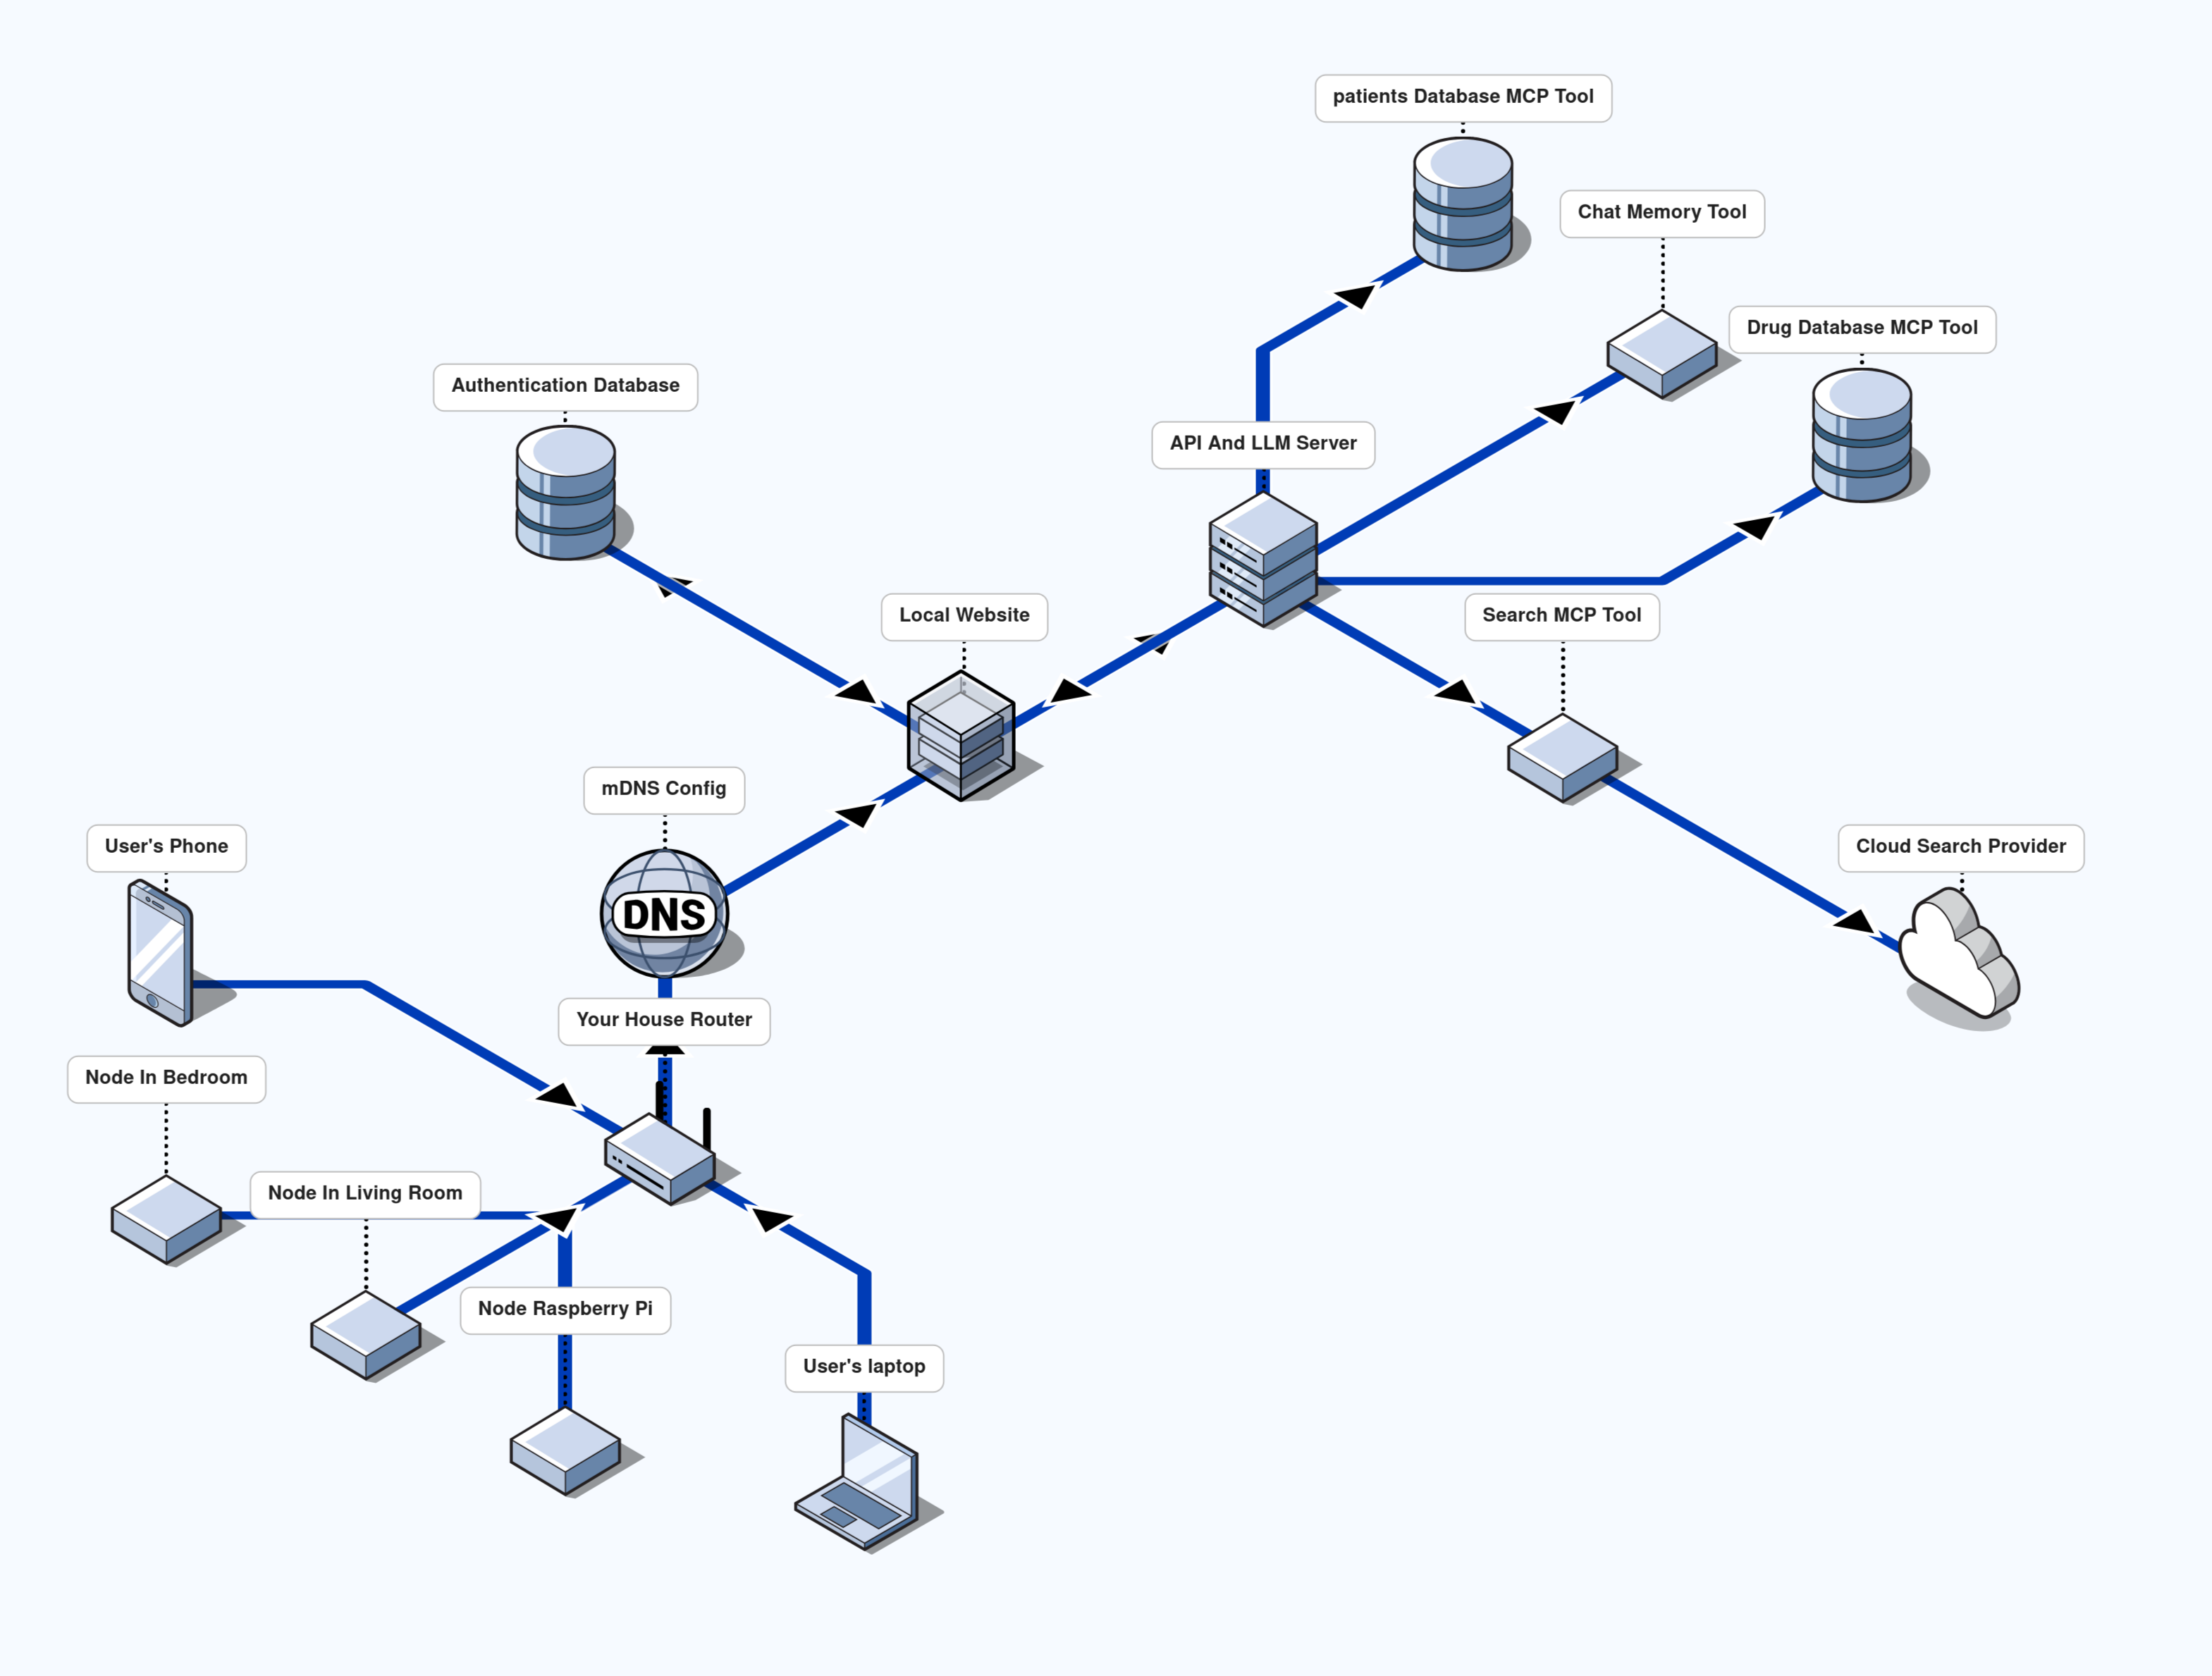 patients Database MCP Tool
Chat Memory Tool
Drug Database MCP Tool
Authentication Database
API And LLM Server
Local Website
Search MCP Tool
mDNS Config
User's Phone
Cloud Search Provider
DNS
Your House Router
Node In Bedroom
Node In Living Room
Node Raspberry Pi
User's laptop